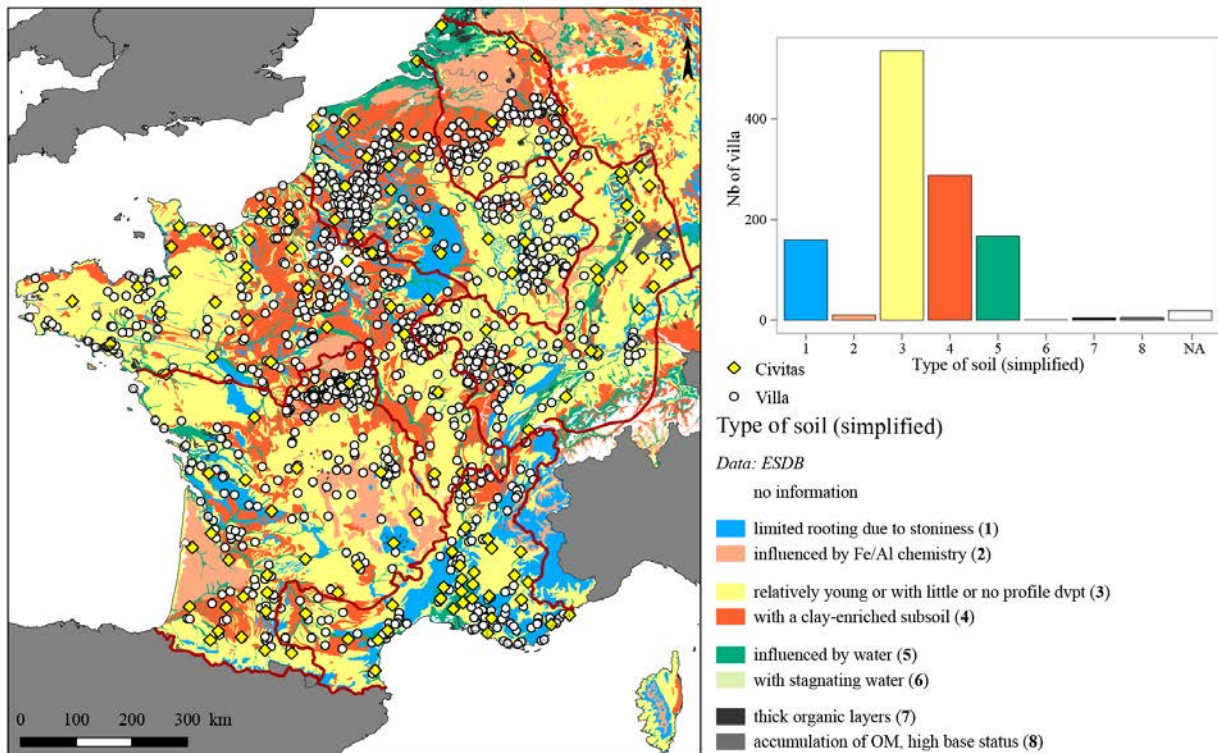 N
400
200
0
Nb of villa
1 2 3 4 5 6 7 8 NA
Type of soil (simplified)
Civitas
Villa
Type of soil (simplified)
Data: ESDB
no information
limited rooting due to stoniness (1)
influenced by Fe/Al chemistry (2)
relatively young or with little or no profile dvpt (3)
with a clay-enriched subsoil (4)
influenced by water (5)
with stagnating water (6)
thick organic layers (7)
accumulation of OM, high base status (8)
0 100 200 300 km